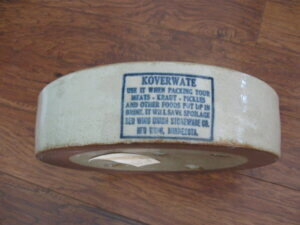 KOVERWATE
USE IT WHEN PACKING YOUR
MEATS - KRAUT - PICKLES
AND OTHER FOODS PUT UP IN
BRINE. IT WILL SAVE SPOILAGE
RED WING UNION STONEWARE CO.
RED WING, MINNESOTA.